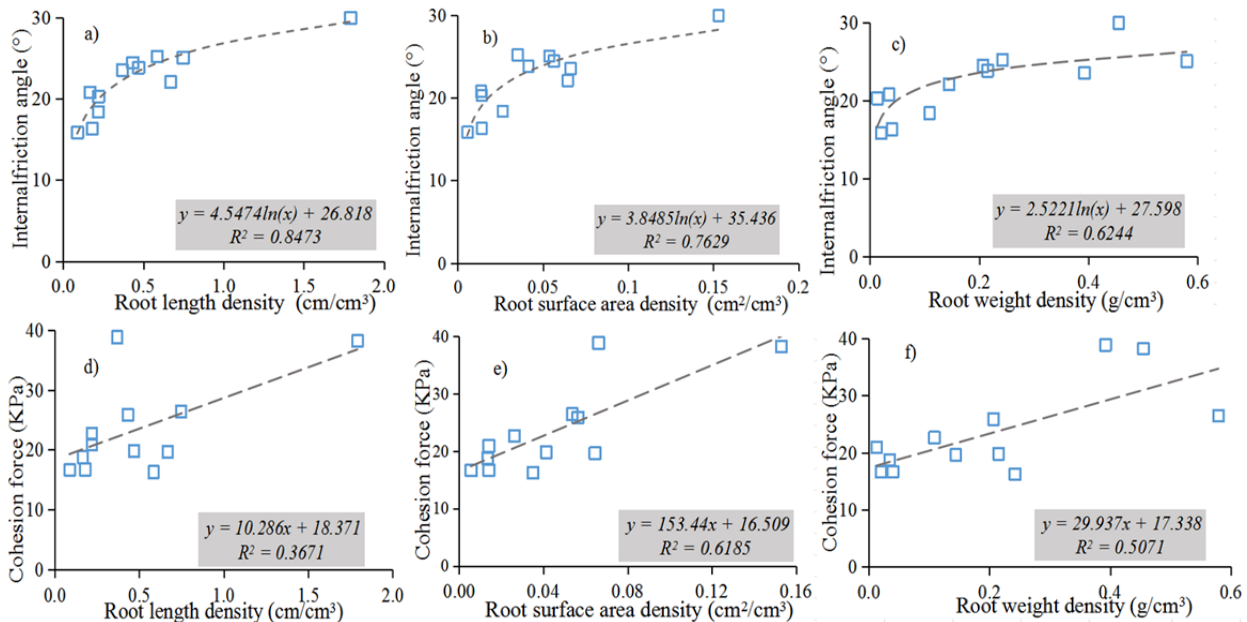 a)
Internalfriction angle (°)
30
20
10
0
y = 4.5474ln(x) + 26.818
R² = 0.8473
0.0 0.5 1.0 1.5 2.0
Root length density (cm/cm³)
b)
Internalfriction angle (°)
30
20
10
0
y = 3.8485ln(x) + 35.436
R² = 0.7629
0 0.05 0.1 0.15 0.2
Root surface area density (cm²/cm³)
c)
Internalfriction angle (°)
30
20
10
0
y = 2.5221ln(x) + 27.598
R² = 0.6244
0.0 0.2 0.4 0.6
Root weight density (g/cm³)
d)
Cohesion force (KPa)
40
30
20
10
0
y = 10.286x + 18.371
R² = 0.3671
0.0 0.5 1.0 1.5 2.0
Root length density (cm/cm³)
e)
Cohesion force (KPa)
40
30
20
10
0
y = 153.44x + 16.509
R² = 0.6185
0.00 0.04 0.08 0.12 0.16
Root surface area density (cm²/cm³)
f)
Cohesion force (KPa)
40
30
20
10
0
y = 29.937x + 17.338
R² = 0.5071
0.0 0.2 0.4 0.6
Root weight density (g/cm³)